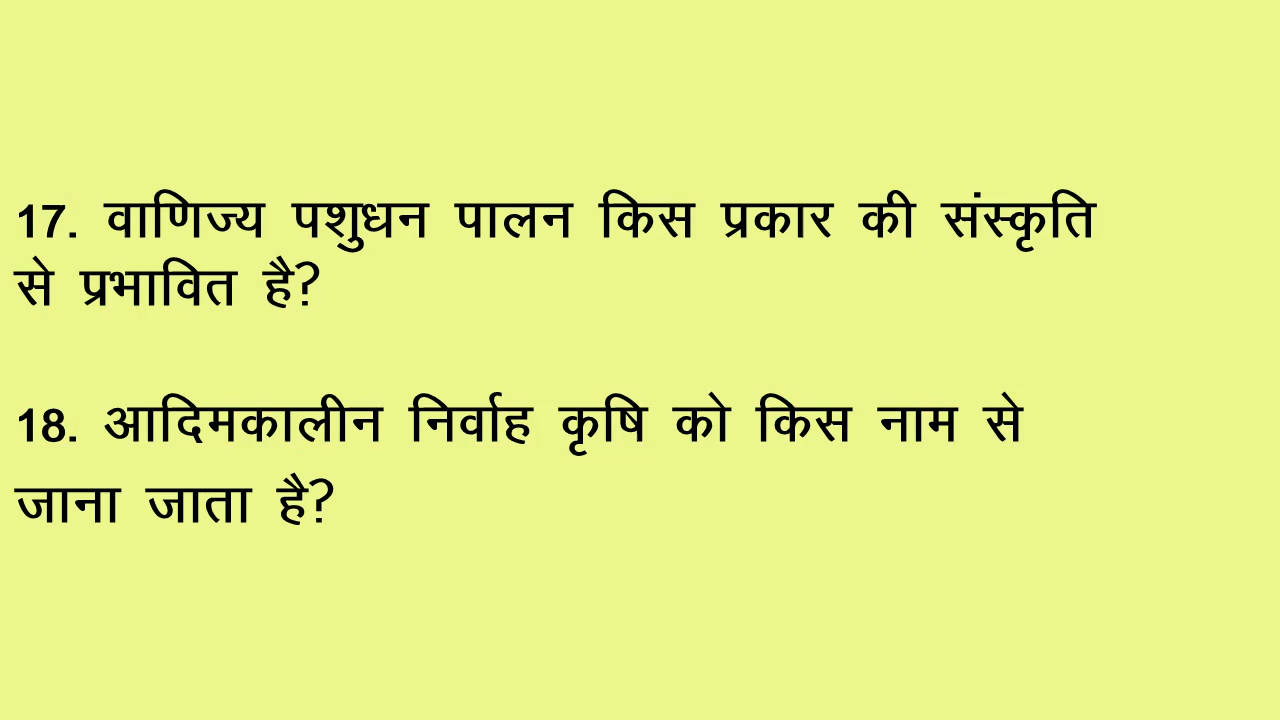 17. वाणिज्य पशुधन पालन किस प्रकार की संस्कृति
से प्रभावित है?
18. आदिमकालीन निर्वाह कृषि को किस नाम से
जाना जाता है?